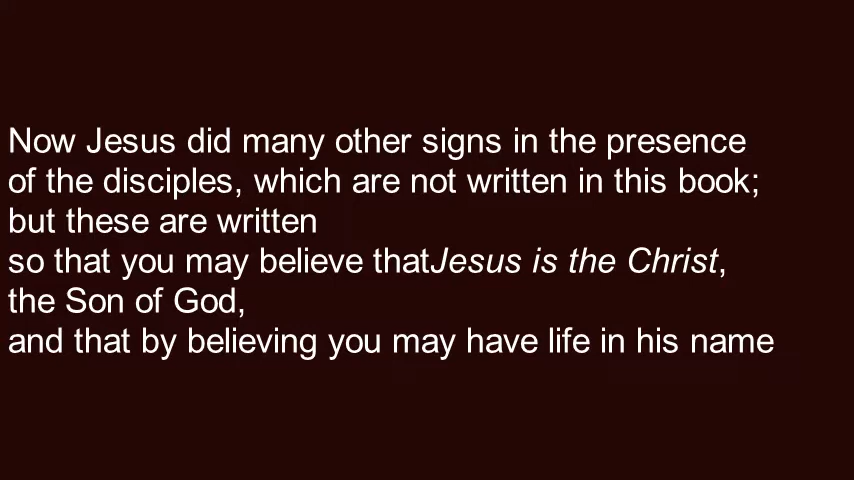 Now Jesus did many other signs in the presence
of the disciples, which are not written in this book;
but these are written
so that you may believe thatJesus is the Christ,
the Son of God,
and that by believing you may have life in his name